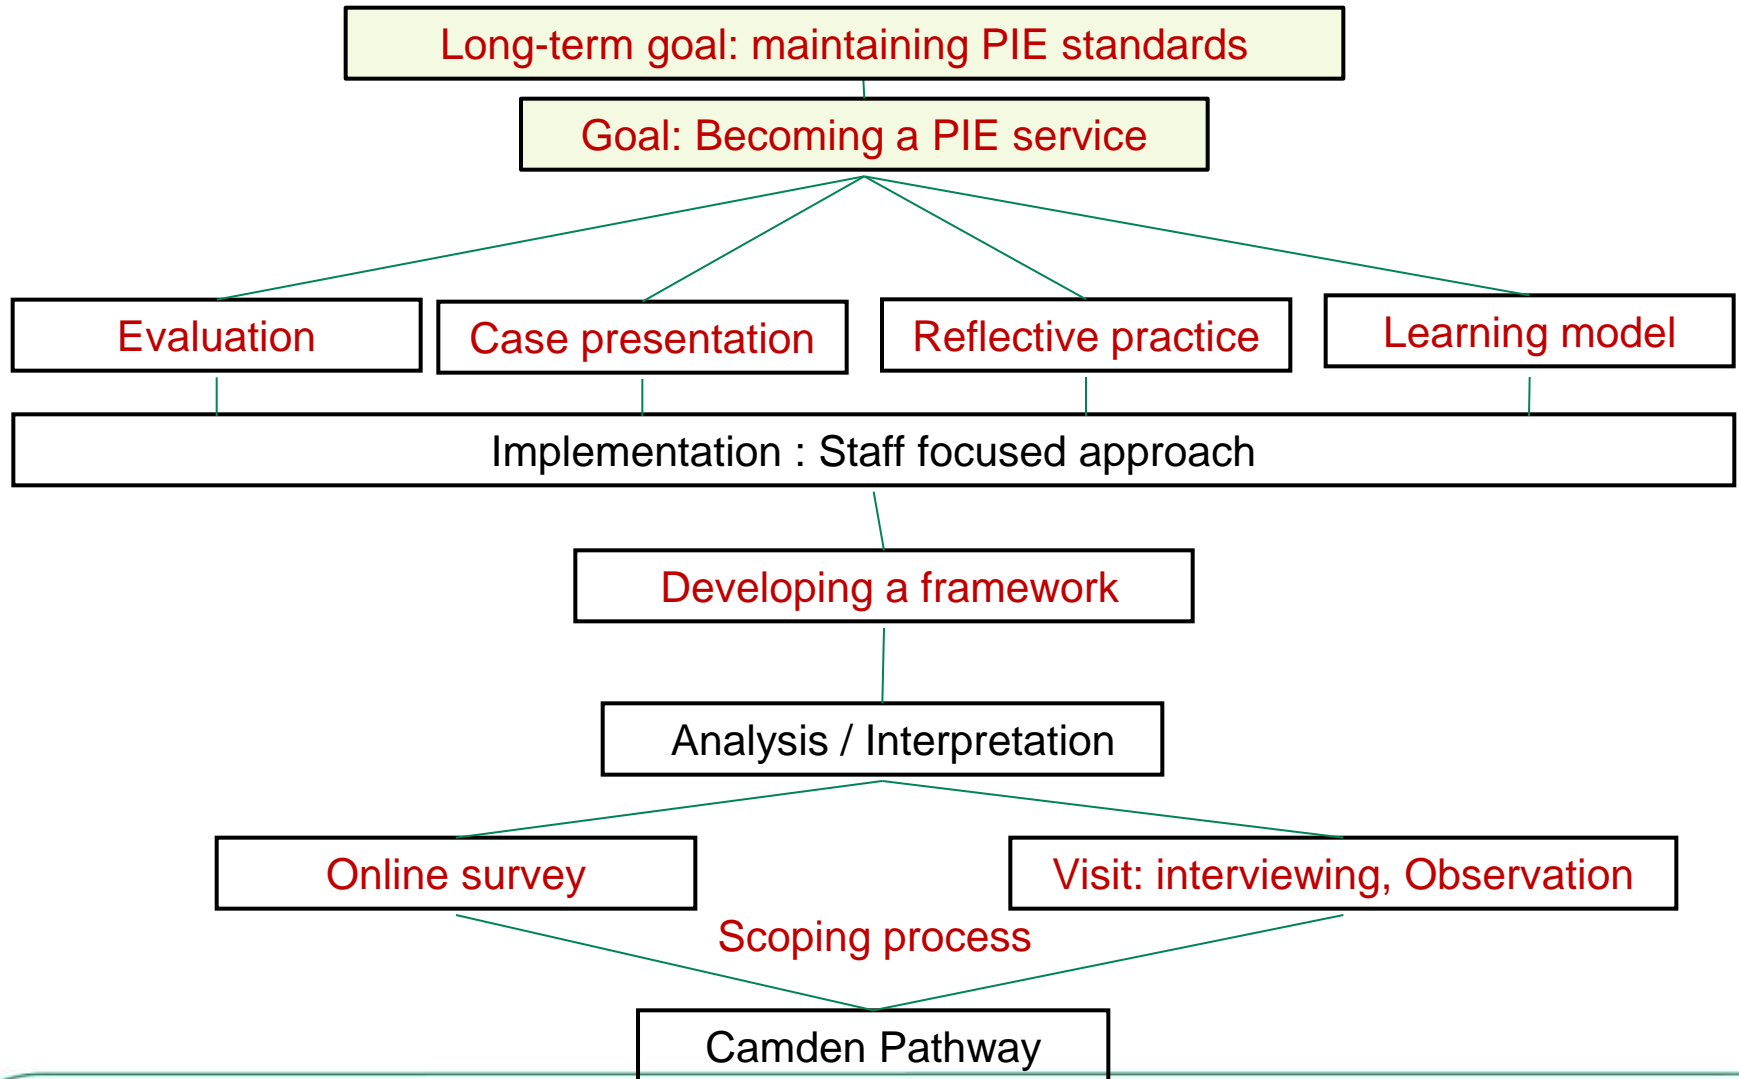 Long-term goal: maintaining PIE standards
Goal: Becoming a PIE service
Evaluation
Case presentation
Reflective practice
Learning model
Implementation : Staff focused approach
Developing a framework
Analysis / Interpretation
Online survey
Visit: interviewing, Observation
Scoping process
Camden Pathway